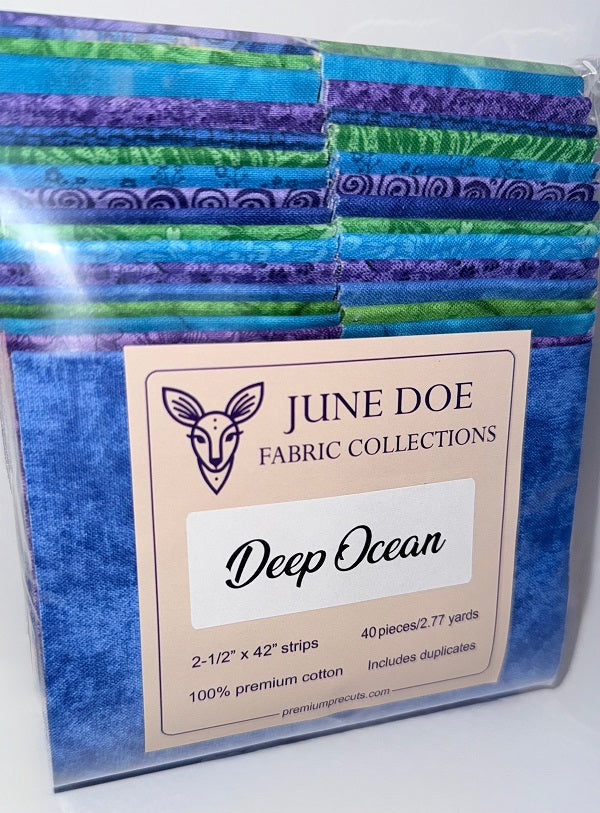 JUNE DOE
FABRIC COLLECTIONS
Deep Ocean
2-1/2" x 42" strips
40 pieces/2.77 yards
100% premium cotton
Includes duplicates
premiumprecuts.com